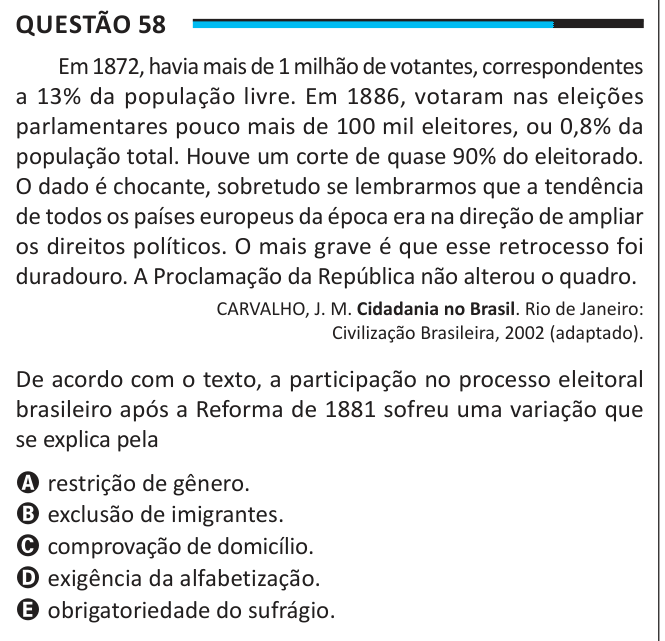 QUESTÃO 58
Em 1872, havia mais de 1 milhão de votantes, correspondentes
a 13% da população livre. Em 1886, votaram nas eleições
parlamentares pouco mais de 100 mil eleitores, ou 0,8% da
população total. Houve um corte de quase 90% do eleitorado.
O dado é chocante, sobretudo se lembrarmos que a tendência
de todos os países europeus da época era na direção de ampliar
os direitos políticos. O mais grave é que esse retrocesso foi
duradouro. A Proclamação da República não alterou o quadro.
CARVALHO, J. M. Cidadania no Brasil. Rio de Janeiro:
Civilização Brasileira, 2002 (adaptado).
De acordo com o texto, a participação no processo eleitoral
brasileiro após a Reforma de 1881 sofreu uma variação que
se explica pela
A restrição de gênero.
B exclusão de imigrantes.
C comprovação de domicílio.
D exigência da alfabetização.
E obrigatoriedade do sufrágio.